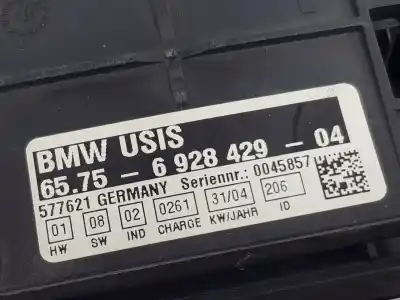 BMW USIS
65.75 - 6 928 429 - 04
577621 GERMANY Seriennr.: 0045857
01 08 02 0261 31/04 206
HW SW IND CHARGE KW/JAHR ID